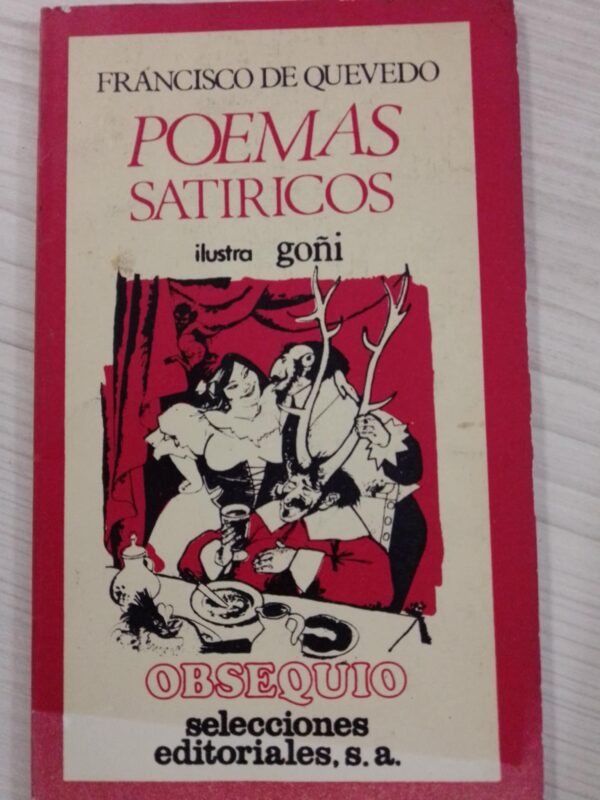 FRANCISCO DE QUEVEDO
POEMAS
SATIRICOS
ilustra goñi
OBSEQUIO
selecciones
editoriales, s.a.